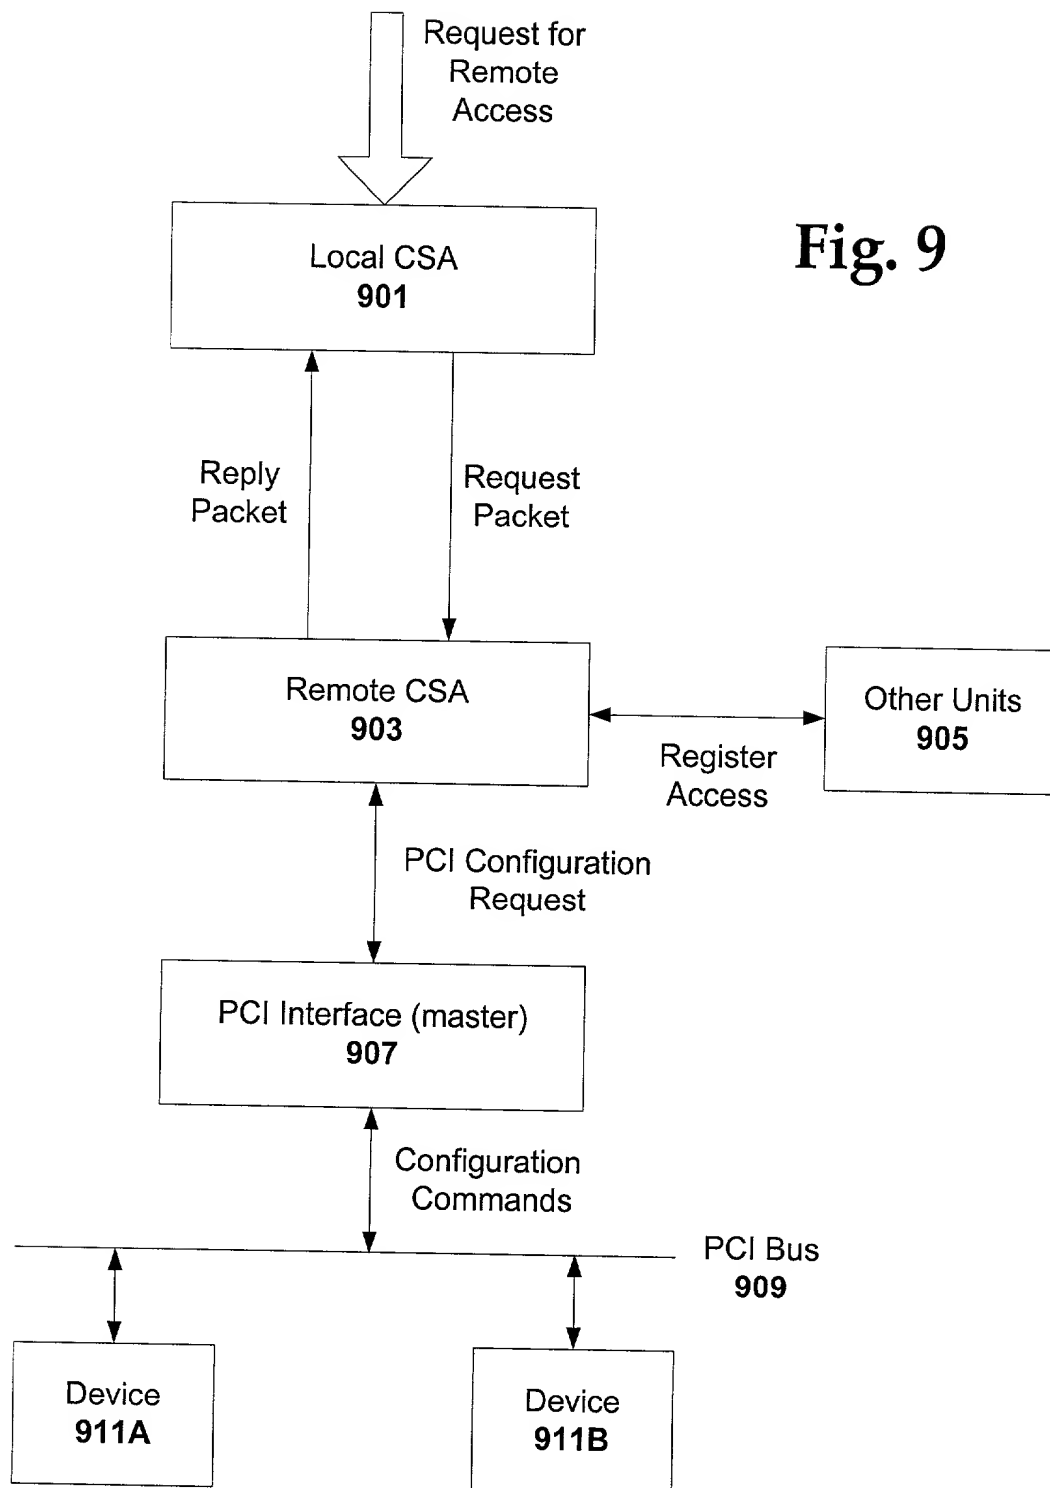 Request for
Remote
Access
Fig. 9
Local CSA
901
Reply
Packet
Request
Packet
Remote CSA
903
Other Units
905
Register
Access
PCI Configuration
Request
PCI Interface (master)
907
Configuration
Commands
PCI Bus
909
Device
911A
Device
911B